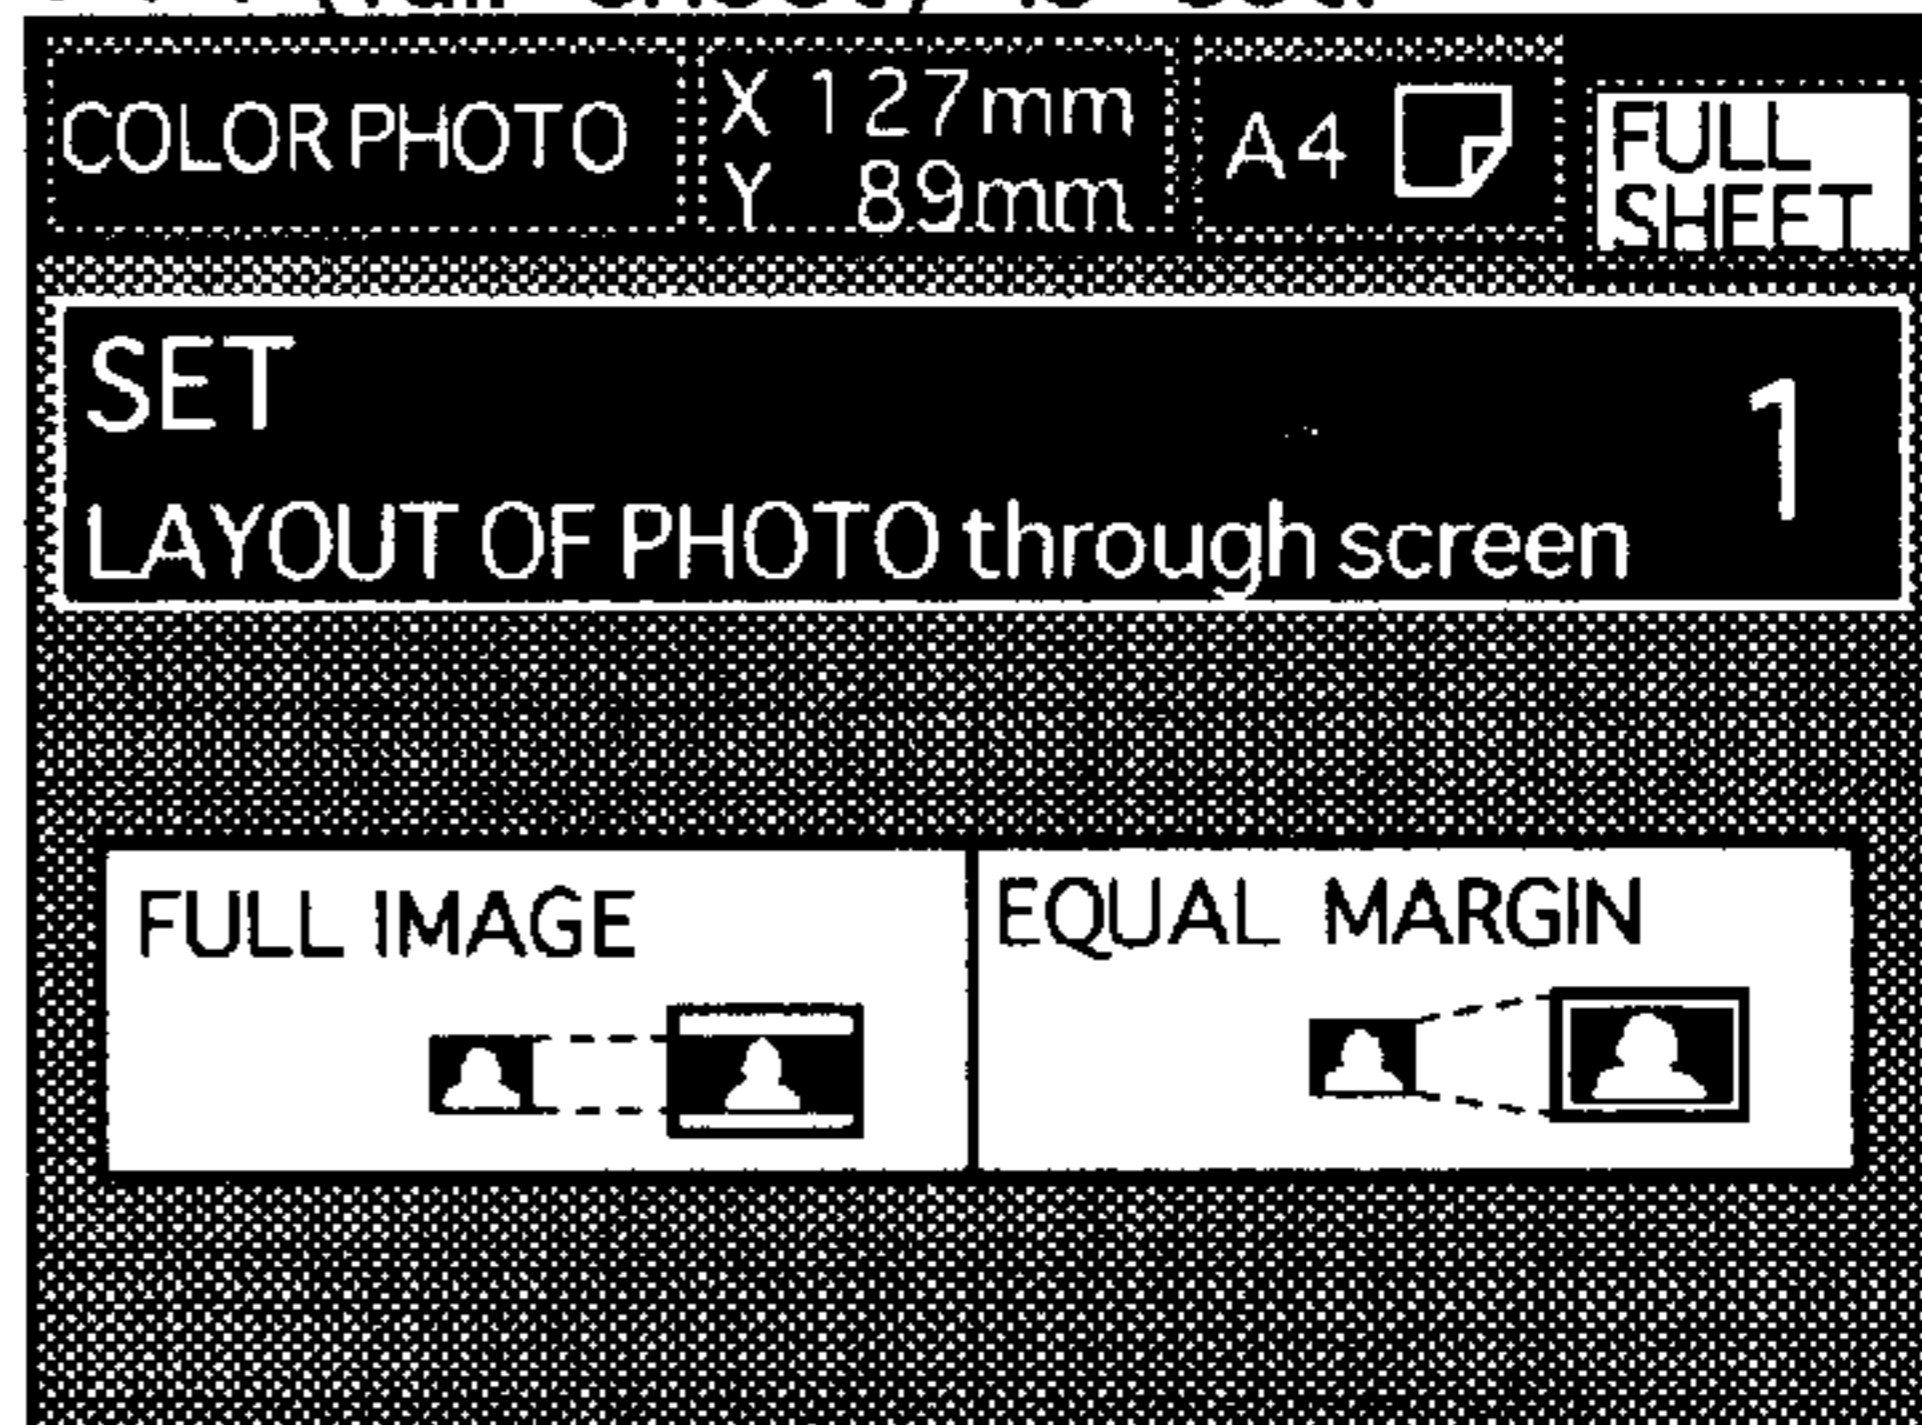 COLOR PHOTO
X 127mm
Y 89mm
A4
FULL
SHEET
SET
1
LAYOUT OF PHOTO through screen
FULL IMAGE
EQUAL MARGIN